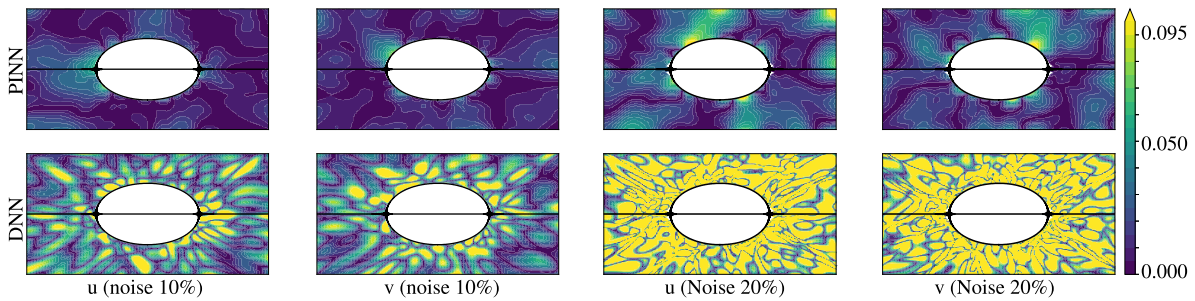 PINN
0.095
0.050
DNN
0.000
u (noise 10%)
v (noise 10%)
u (Noise 20%)
v (Noise 20%)